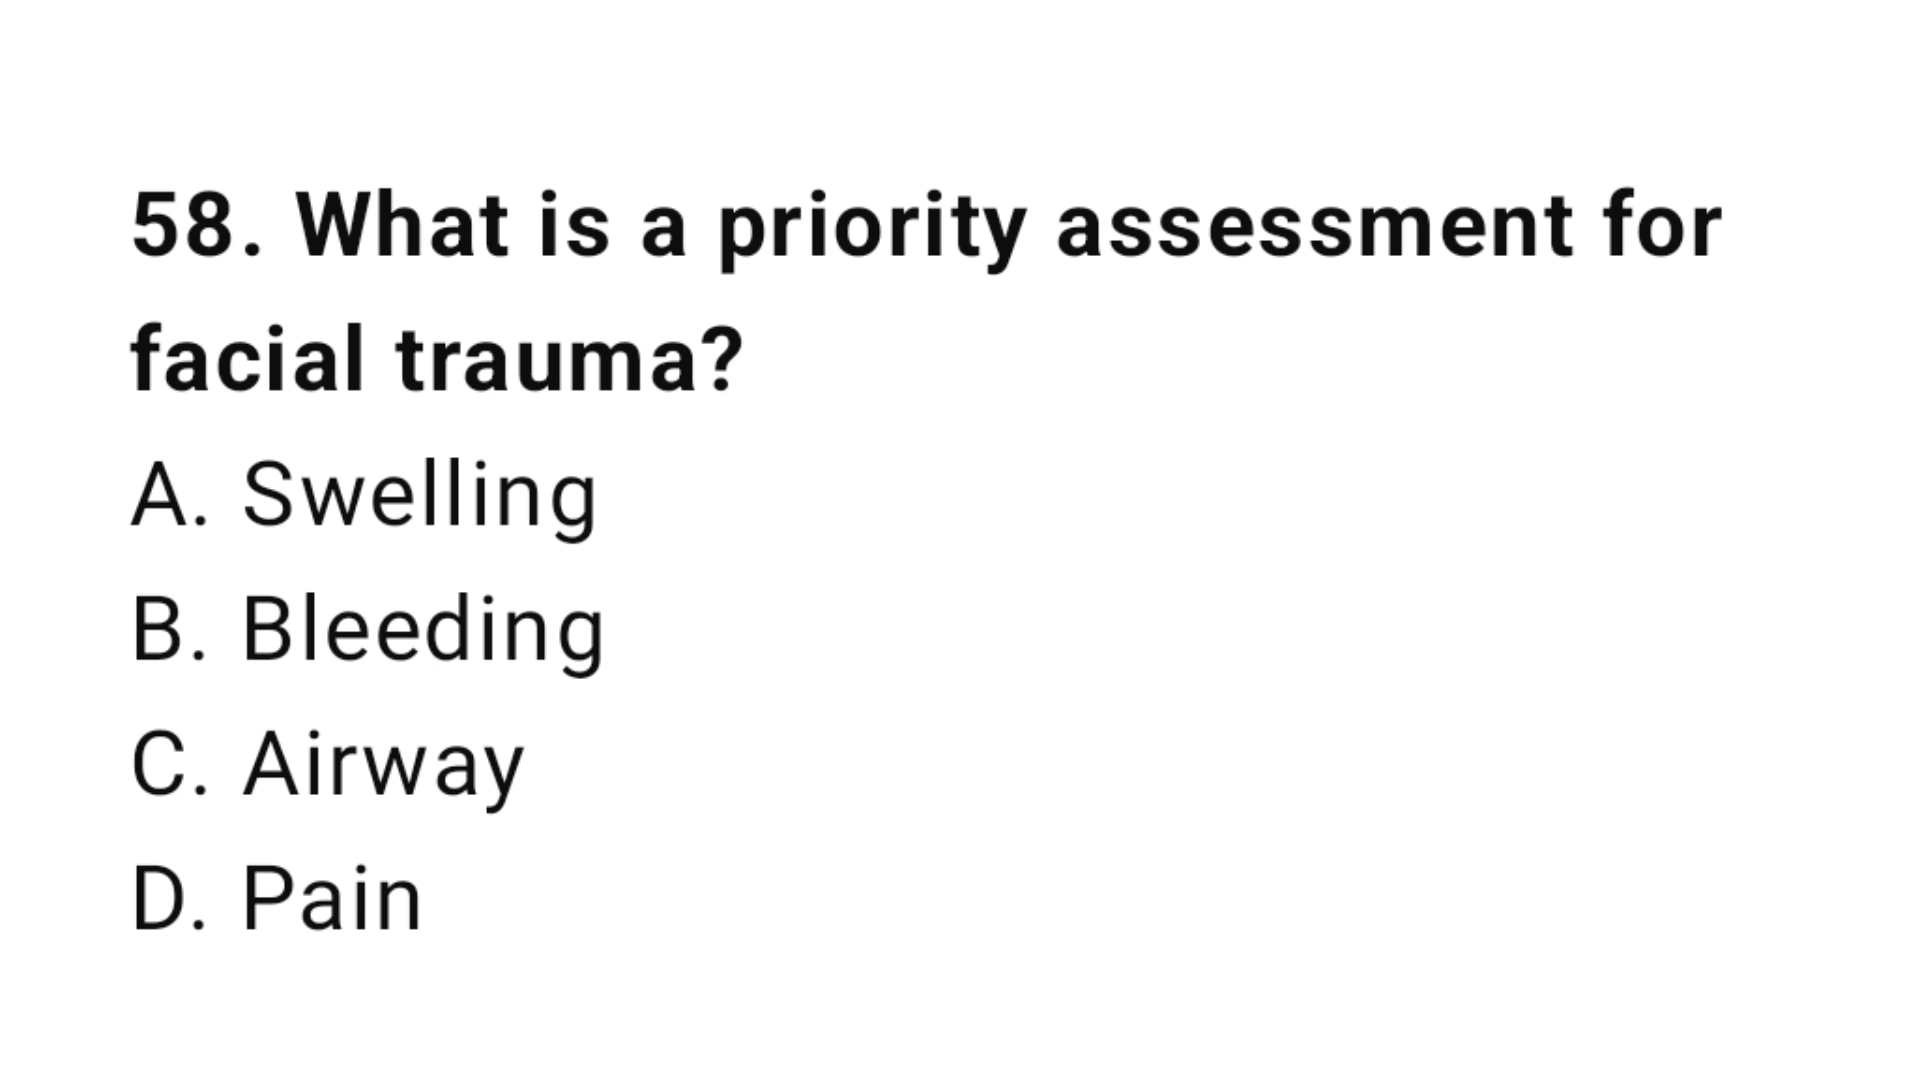 58. What is a priority assessment for
facial trauma?
A. Swelling
B. Bleeding
C. Airway
D. Pain